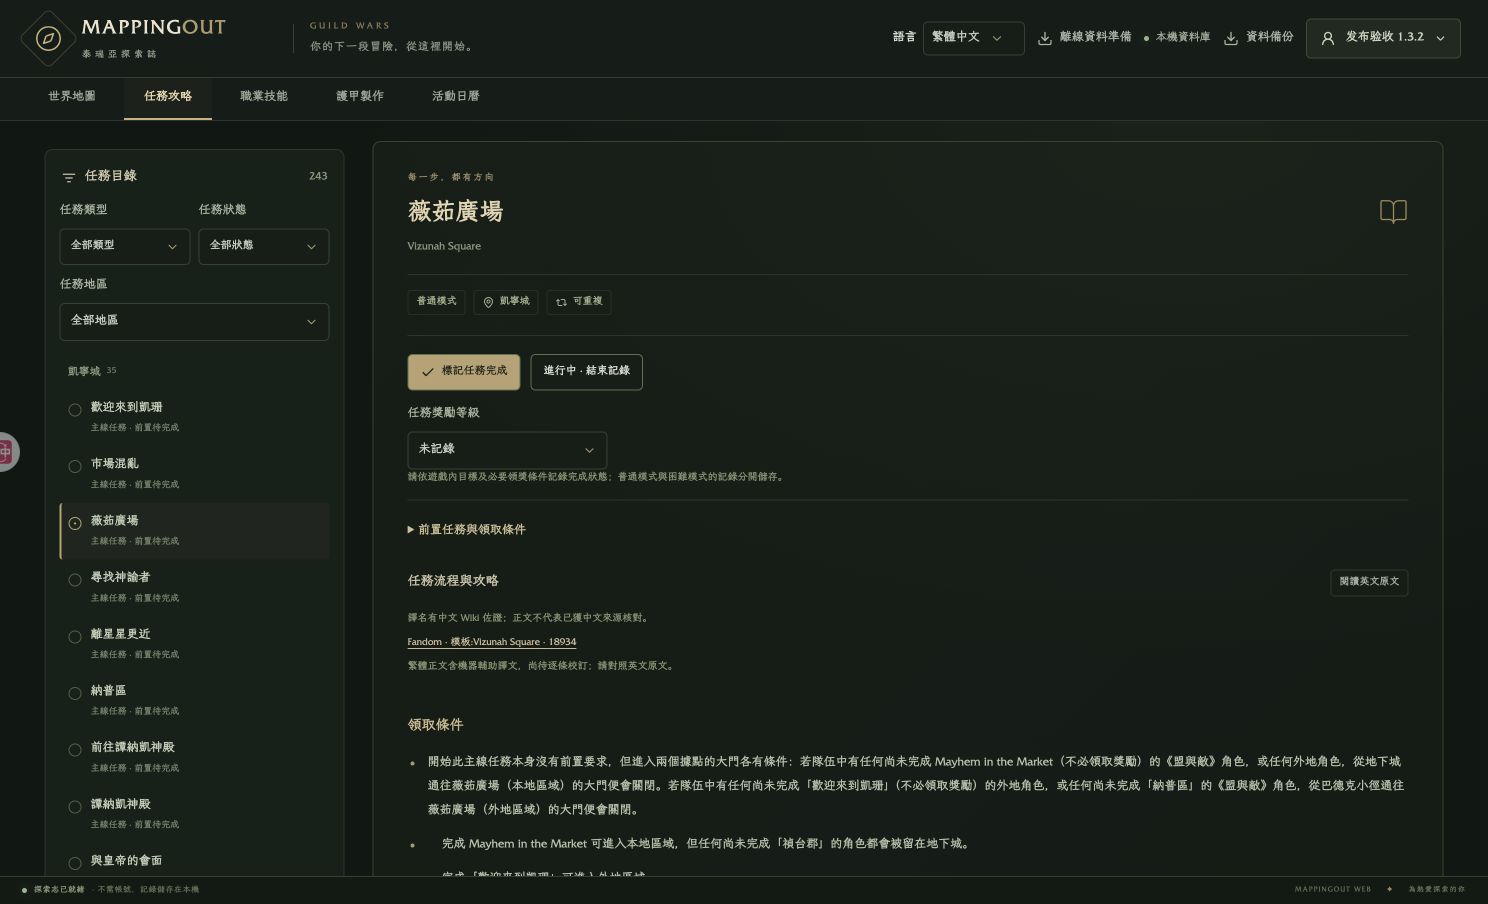 MAPPINGOUT
泰瑞亞探索誌
GUILD WARS
你的下一段冒險，從這裡開始。
語言
繁體中文
離線資料準備
本機資料庫
資料備份
发布验收 1.3.2
世界地圖
任務攻略
職業技能
護甲製作
活動日曆
任務目錄
243
任務類型
任務狀態
全部類型
全部狀態
任務地區
全部地區
凱寧城 35
歡迎來到凱珊
主線任務 · 前置待完成
市場混亂
主線任務 · 前置待完成
薇茹廣場
主線任務 · 前置待完成
尋找神諭者
主線任務 · 前置待完成
離星星更近
主線任務 · 前置待完成
納普區
主線任務 · 前置待完成
前往譚納凱神殿
主線任務 · 前置待完成
譚納凱神殿
主線任務 · 前置待完成
與皇帝的會面
每一步，都有方向
薇茹廣場
Vizunah Square
普通模式
凱寧城
可重複
標記任務完成
進行中 · 結束記錄
任務獎勵等級
未記錄
請依遊戲內目標及必要領獎條件記錄完成狀態；普通模式與困難模式的記錄分開儲存。
前置任務與領取條件
任務流程與攻略
閱讀英文原文
譯名有中文 Wiki 佐證；正文不代表已獲中文來源核對。
Fandom · 模板:Vizunah Square · 18934
繁體正文含機器輔助譯文，尚待逐條校訂；請對照英文原文。
領取條件
開始此主線任務本身沒有前置要求，但進入兩個據點的大門各有條件：若隊伍中有任何尚未完成 Mayhem in the Market（不必領取獎勵）的《盟與敵》角色，或任何外地角色，從地下城
通往薇茹廣場（本地區域）的大門便會關閉。若隊伍中有任何尚未完成「歡迎來到凱珊」（不必領取獎勵）的外地角色，或任何尚未完成「納普區」的《盟與敵》角色，從巴德克小徑通往
薇茹廣場（外地區域）的大門便會關閉。
完成 Mayhem in the Market 可進入本地區域，但任何尚未完成「禎台郡」的角色都會被留在地下城。
完成「歡迎來到凱珊」可進入外地區域
探索志已就緒 · 不需帳號，記錄儲存在本機
MAPPINGOUT WEB
為熱愛探索的你